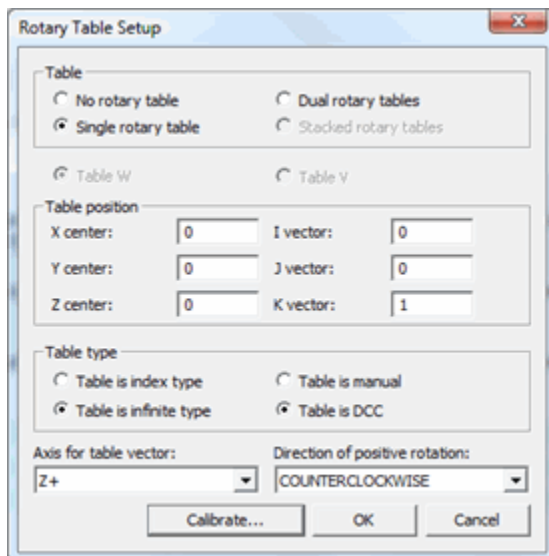 Rotary Table Setup
Table
No rotary table
Dual rotary tables
Single rotary table
Stacked rotary tables
Table W
Table V
Table position
X center: 0
I vector: 0
Y center: 0
J vector: 0
Z center: 0
K vector: 1
Table type
Table is index type
Table is manual
Table is infinite type
Table is DCC
Axis for table vector:
Direction of positive rotation:
Z+
COUNTERCLOCKWISE
Calibrate...
OK
Cancel